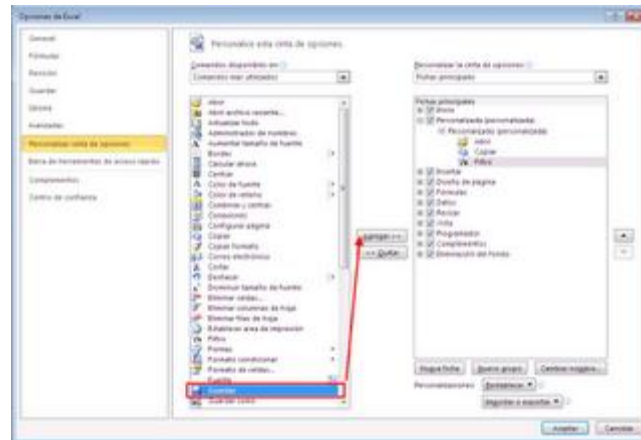 Opciones de Excel
General
Fórmulas
Revisión
Guardar
Idioma
Avanzadas
Personalizar cinta de opciones
Barra de herramientas de acceso rápido
Complementos
Centro de confianza
Personalice esta cinta de opciones.
Comandos disponibles en:
Comandos más utilizados
Abrir
Abrir archivo reciente...
Actualizar todo
Administrador de nombres
Aumentar tamaño de fuente
Bordes
Calcular ahora
Centrar
Color de fuente
Color de relleno
Combinar y centrar
Conexiones
Configurar página
Copiar
Copiar formato
Correo electrónico
Cortar
Deshacer
Disminuir tamaño de fuente
Eliminar celdas...
Eliminar columnas de hoja
Eliminar filas de hoja
Establecer área de impresión
Filtro
Formas
Formato condicional
Formato de celdas...
Fuente
Guardar
Guardar como
Agregar >>
<< Quitar
Personalizar la cinta de opciones:
Fichas principales
Fichas principales
Inicio
Personalizada (personalizada)
Personalizado (personalizada)
Abrir
Copiar
Filtro
Insertar
Diseño de página
Fórmulas
Datos
Revisar
Vista
Programador
Complementos
Eliminación del fondo
Nueva ficha
Nuevo grupo
Cambiar nombre...
Personalizaciones:
Restablecer
Importar o exportar
Aceptar
Cancelar